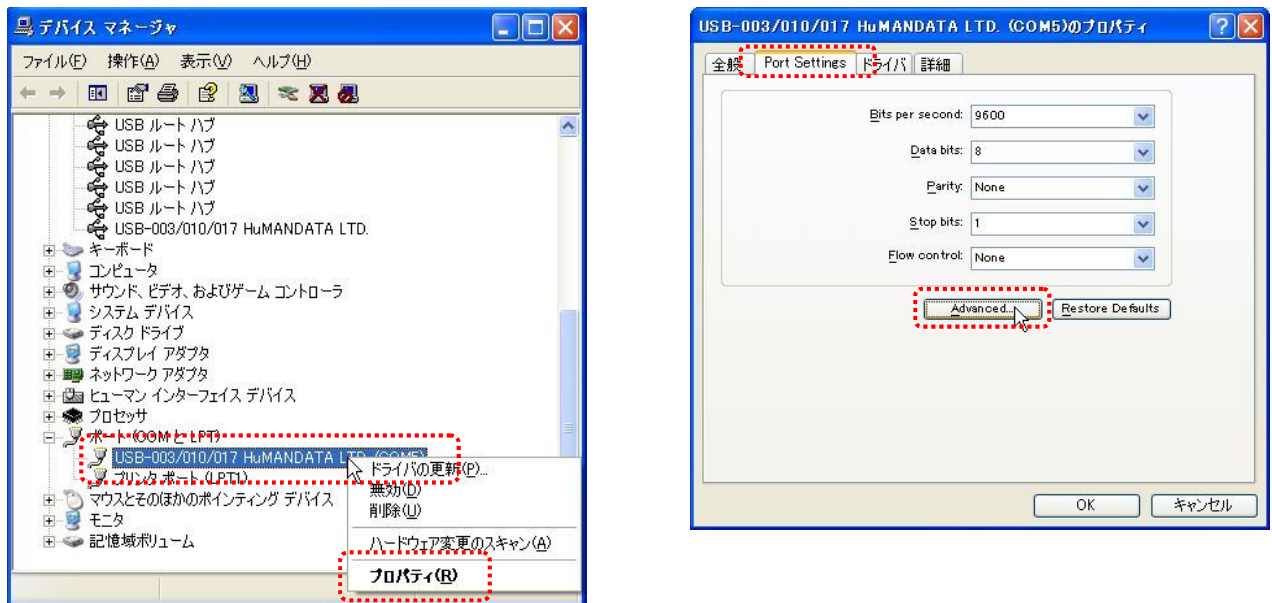 デバイス マネージャ
ファイル(F) 操作(A) 表示(V) ヘルプ(H)
USB ルート ハブ
USB ルート ハブ
USB ルート ハブ
USB ルート ハブ
USB ルート ハブ
USB-003/010/017 HuMANDATA LTD.
キーボード
コンピュータ
サウンド、ビデオ、およびゲーム コントローラ
システム デバイス
ディスク ドライブ
ディスプレイ アダプタ
ネットワーク アダプタ
ヒューマン インターフェイス デバイス
プロセッサ
ポート (COM と LPT)
USB-003/010/017 HuMANDATA LTD. (COM5)
プリンタ ポート (LPT1)
マウスとそのほかのポインティング デバイス
モニタ
記憶域ボリューム
ドライバの更新(P)...
無効(D)
削除(U)
ハードウェア変更のスキャン(A)
プロパティ(R)
USB-003/010/017 HuMANDATA LTD. (COM5)のプロパティ
全般 Port Settings ドライバ 詳細
Bits per second: 9600
Data bits: 8
Parity: None
Stop bits: 1
Flow control: None
Advanced... Restore Defaults
OK キャンセル